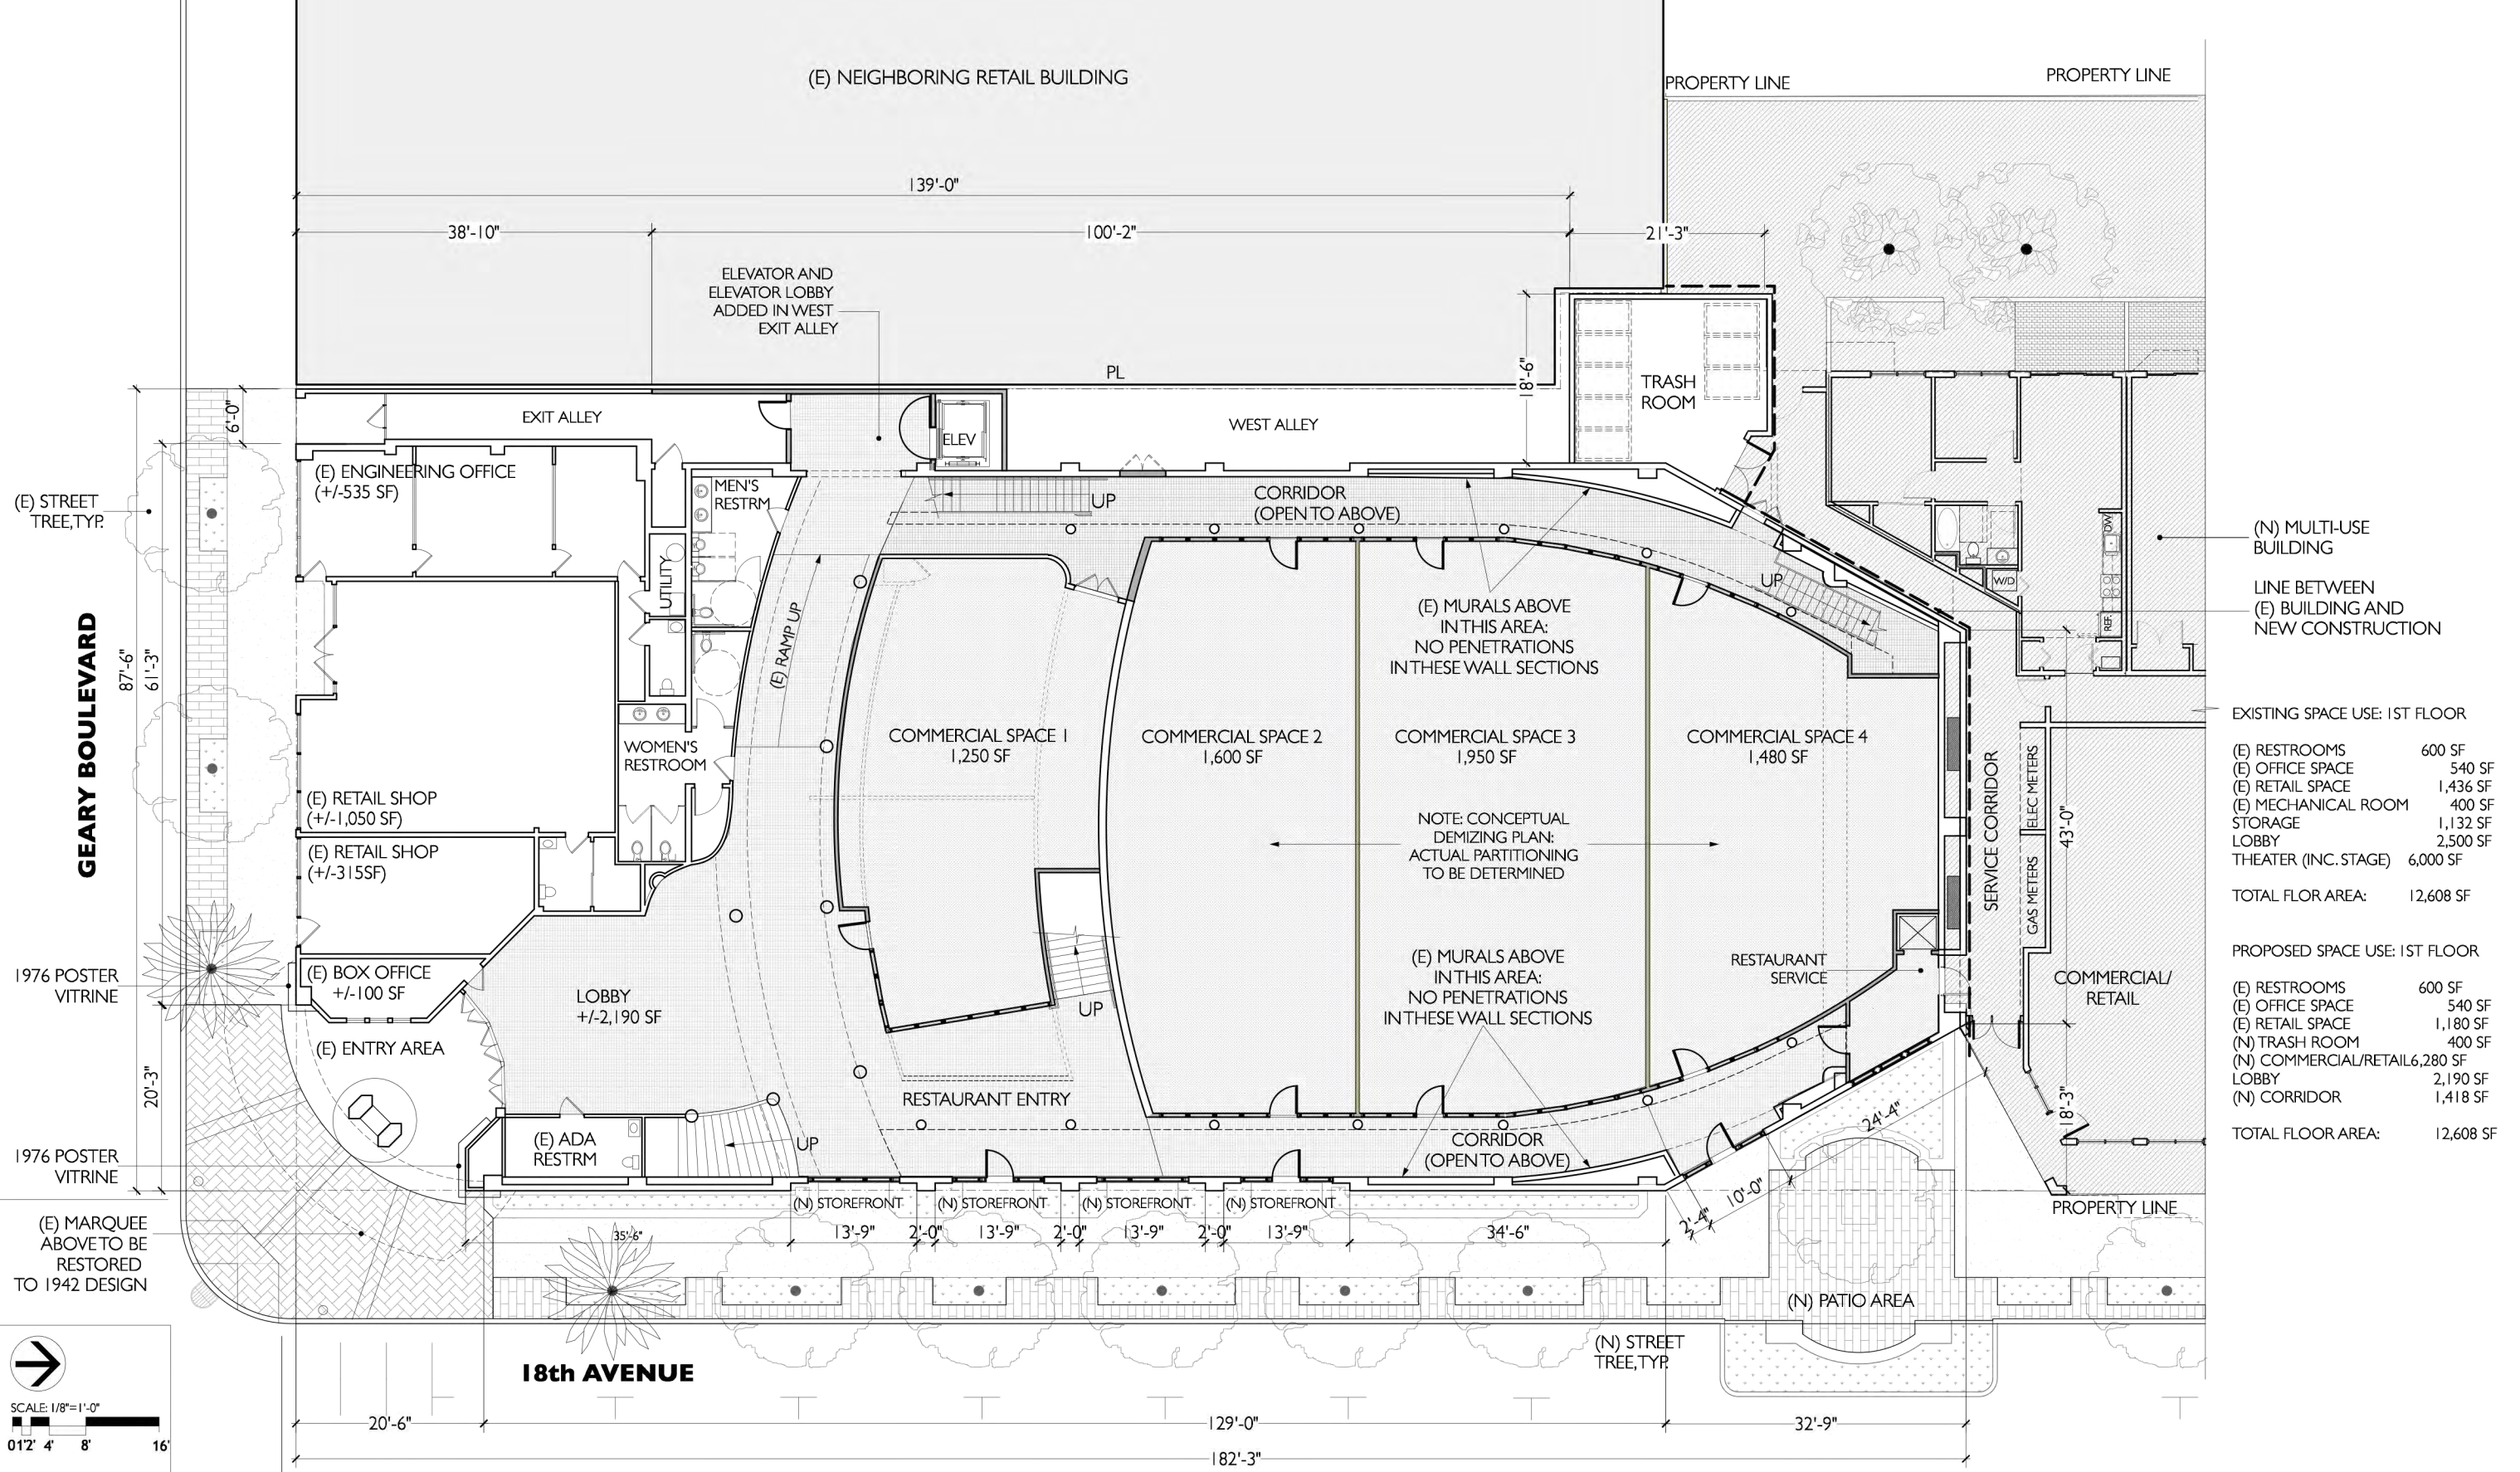 (E) NEIGHBORING RETAIL BUILDING
PROPERTY LINE
PROPERTY LINE
139'-0"
38'-10"
100'-2"
21'-3"
ELEVATOR AND
ELEVATOR LOBBY
ADDED IN WEST
EXIT ALLEY
PL
18'-6"
TRASH
ROOM
6'-0"
EXIT ALLEY
ELEV
WEST ALLEY
(E) STREET
TREE, TYP.
(E) ENGINEERING OFFICE
(+/-535 SF)
MEN'S
RESTRM
UP
CORRIDOR
(OPEN TO ABOVE)
UTILITY
(E) RAMP UP
UP
DW
W/D
REF.
(N) MULTI-USE
BUILDING
LINE BETWEEN
(E) BUILDING AND
NEW CONSTRUCTION
(E) MURALS ABOVE
IN THIS AREA:
NO PENETRATIONS
IN THESE WALL SECTIONS
GEARY BOULEVARD
87'-6"
61'-3"
20'-3"
WOMEN'S
RESTROOM
COMMERCIAL SPACE 1
1,250 SF
COMMERCIAL SPACE 2
1,600 SF
COMMERCIAL SPACE 3
1,950 SF
COMMERCIAL SPACE 4
1,480 SF
(E) RETAIL SHOP
(+/-1,050 SF)
(E) RETAIL SHOP
(+/-315SF)
NOTE: CONCEPTUAL
DEMIZING PLAN:
ACTUAL PARTITIONING
TO BE DETERMINED
SERVICE CORRIDOR
ELEC METERS
GAS METERS
43'-0"
18'-3"
EXISTING SPACE USE: 1ST FLOOR
(E) RESTROOMS 600 SF
(E) OFFICE SPACE 540 SF
(E) RETAIL SPACE 1,436 SF
(E) MECHANICAL ROOM 400 SF
STORAGE 1,132 SF
LOBBY 2,500 SF
THEATER (INC. STAGE) 6,000 SF
TOTAL FLOR AREA: 12,608 SF
PROPOSED SPACE USE: 1ST FLOOR
(E) RESTROOMS 600 SF
(E) OFFICE SPACE 540 SF
(E) RETAIL SPACE 1,180 SF
(N) TRASH ROOM 400 SF
(N) COMMERCIAL/RETAIL6,280 SF
LOBBY 2,190 SF
(N) CORRIDOR 1,418 SF
TOTAL FLOOR AREA: 12,608 SF
1976 POSTER
VITRINE
(E) BOX OFFICE
+/-100 SF
LOBBY
+/-2,190 SF
UP
(E) MURALS ABOVE
IN THIS AREA:
NO PENETRATIONS
IN THESE WALL SECTIONS
RESTAURANT
SERVICE
COMMERCIAL/
RETAIL
(E) ENTRY AREA
RESTAURANT ENTRY
1976 POSTER
VITRINE
(E) ADA
RESTRM
UP
CORRIDOR
(OPEN TO ABOVE)
24'-4"
10'-0"
2'-4"
(N) STOREFRONT
(N) STOREFRONT
(N) STOREFRONT
(N) STOREFRONT
PROPERTY LINE
(E) MARQUEE
ABOVE TO BE
RESTORED
TO 1942 DESIGN
35'-6"
13'-9"
2'-0"
13'-9"
2'-0"
13'-9"
2'-0"
13'-9"
34'-6"
(N) PATIO AREA
(N) STREET
TREE, TYP.
18th AVENUE
SCALE: 1/8"=1'-0"
01'2' 4' 8' 16'
20'-6"
129'-0"
32'-9"
182'-3"